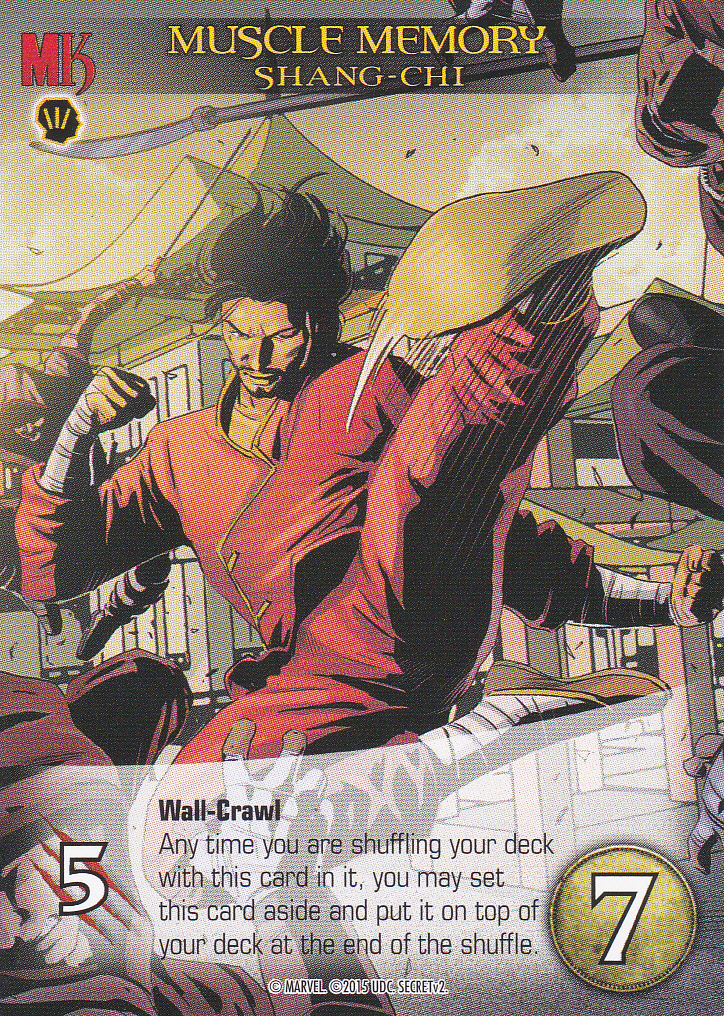 MUSCLE MEMORY
MK
SHANG-CHI
Wall-Crawl
Any time you are shuffling your deck
with this card in it, you may set
this card aside and put it on top of
your deck at the end of the shuffle.
5
7
© MARVEL. ©2015 UDC. SECRETv2.